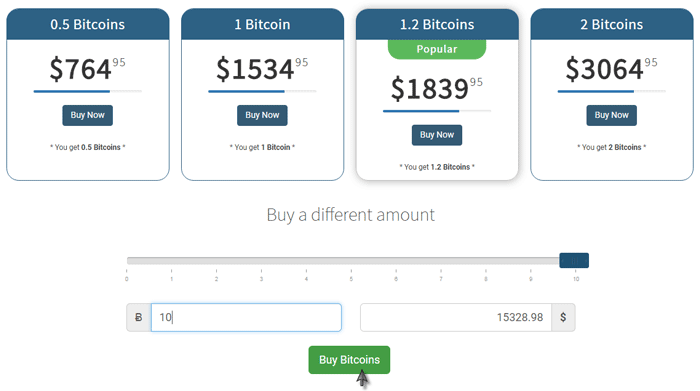 0.5 Bitcoins
$764 95
Buy Now
* You get 0.5 Bitcoins *
1 Bitcoin
$1534 95
Buy Now
* You get 1 Bitcoin *
1.2 Bitcoins
Popular
$1839 95
Buy Now
* You get 1.2 Bitcoins *
2 Bitcoins
$3064 95
Buy Now
* You get 2 Bitcoins *
Buy a different amount
0 1 2 3 4 5 6 7 8 9 10
Ƀ 10 15328.98 $
Buy Bitcoins